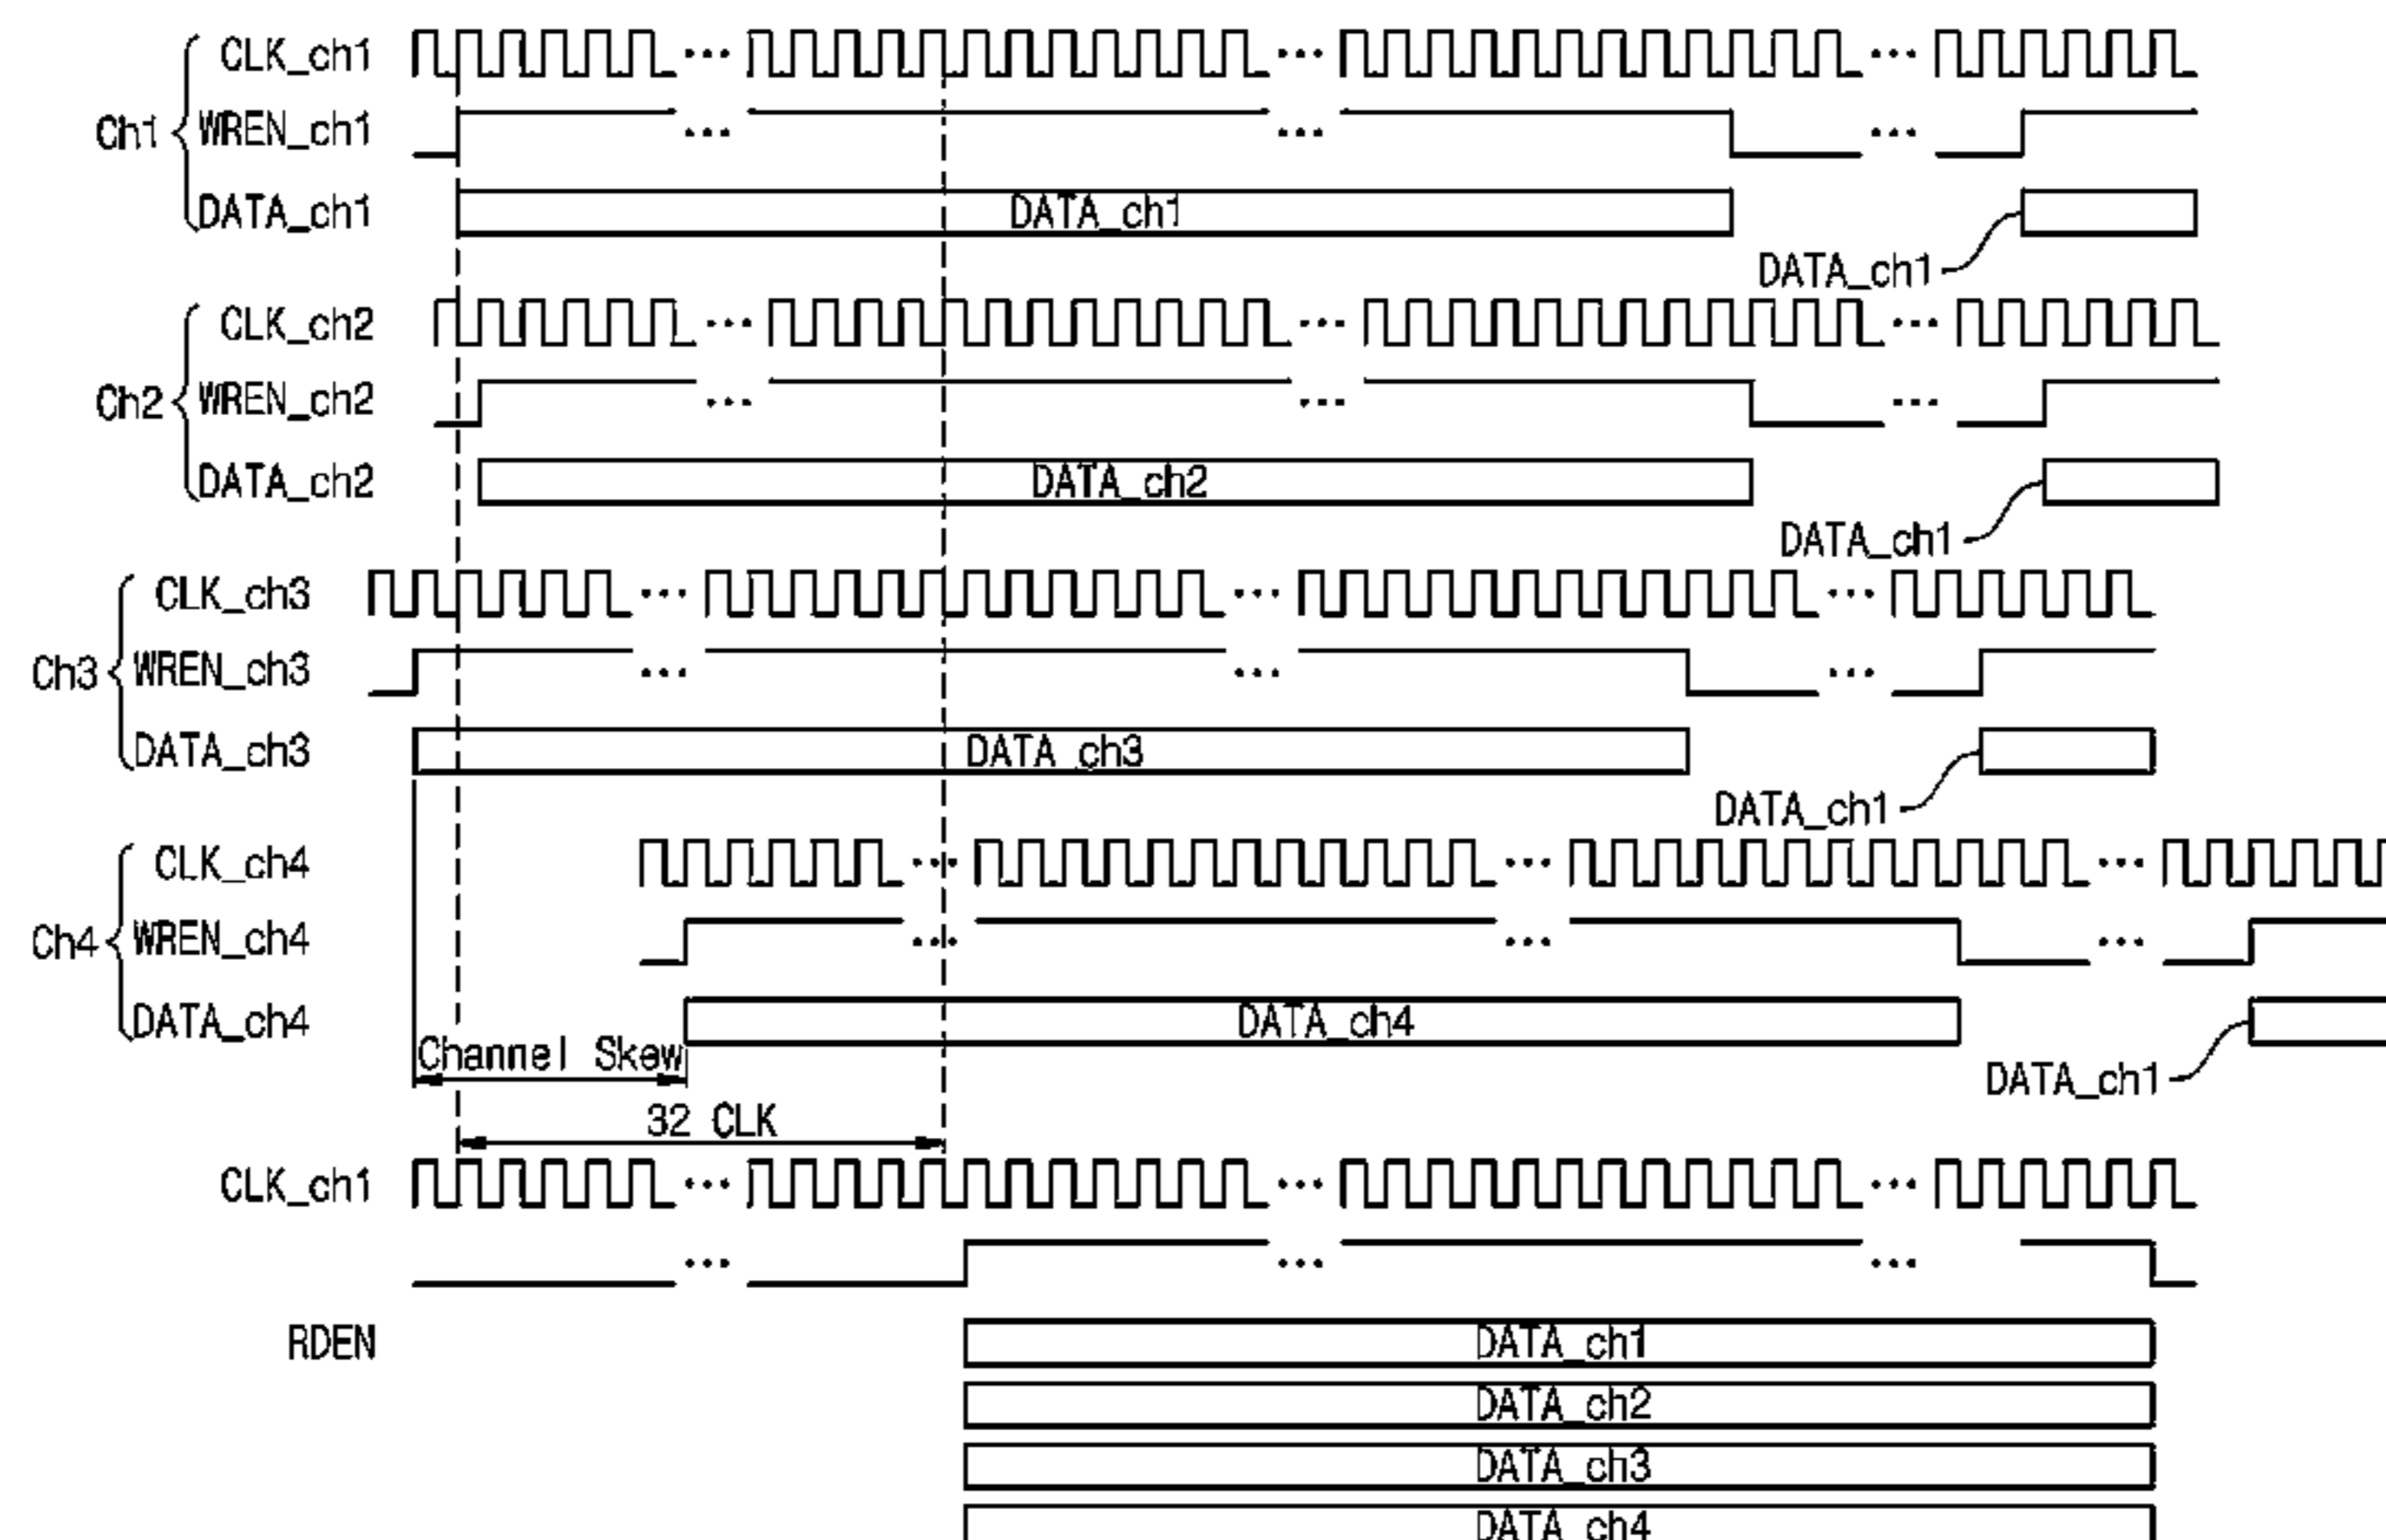 CLK_ch1 ... ... ...
Ch1 WREN_ch1 ... ... ...
DATA_ch1 DATA_ch1
DATA_ch1
CLK_ch2 ... ... ...
Ch2 WREN_ch2 ... ... ...
DATA_ch2 DATA_ch2
DATA_ch1
CLK_ch3 ... ... ...
Ch3 WREN_ch3 ... ... ...
DATA_ch3 DATA_ch3
DATA_ch1
CLK_ch4 ... ... ...
Ch4 WREN_ch4 ... ... ...
DATA_ch4 DATA_ch4
Channel Skew
DATA_ch1
32 CLK
CLK_ch1 ... ... ...
... ... ...
RDEN DATA_ch1
DATA_ch2
DATA_ch3
DATA_ch4